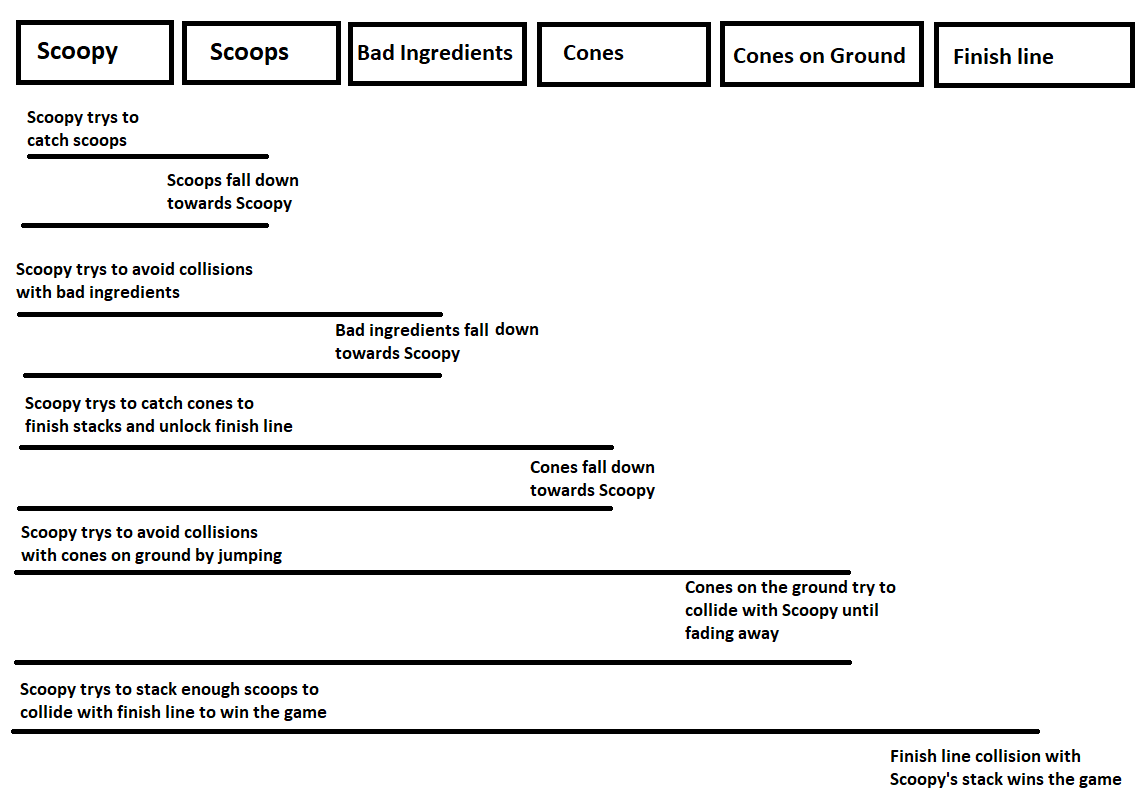 Scoopy
Scoops
Bad Ingredients
Cones
Cones on Ground
Finish line
Scoopy trys to
catch scoops
Scoops fall down
towards Scoopy
Scoopy trys to avoid collisions
with bad ingredients
Bad ingredients fall down
towards Scoopy
Scoopy trys to catch cones to
finish stacks and unlock finish line
Cones fall down
towards Scoopy
Scoopy trys to avoid collisions
with cones on ground by jumping
Cones on the ground try to
collide with Scoopy until
fading away
Scoopy trys to stack enough scoops to
collide with finish line to win the game
Finish line collision with
Scoopy's stack wins the game